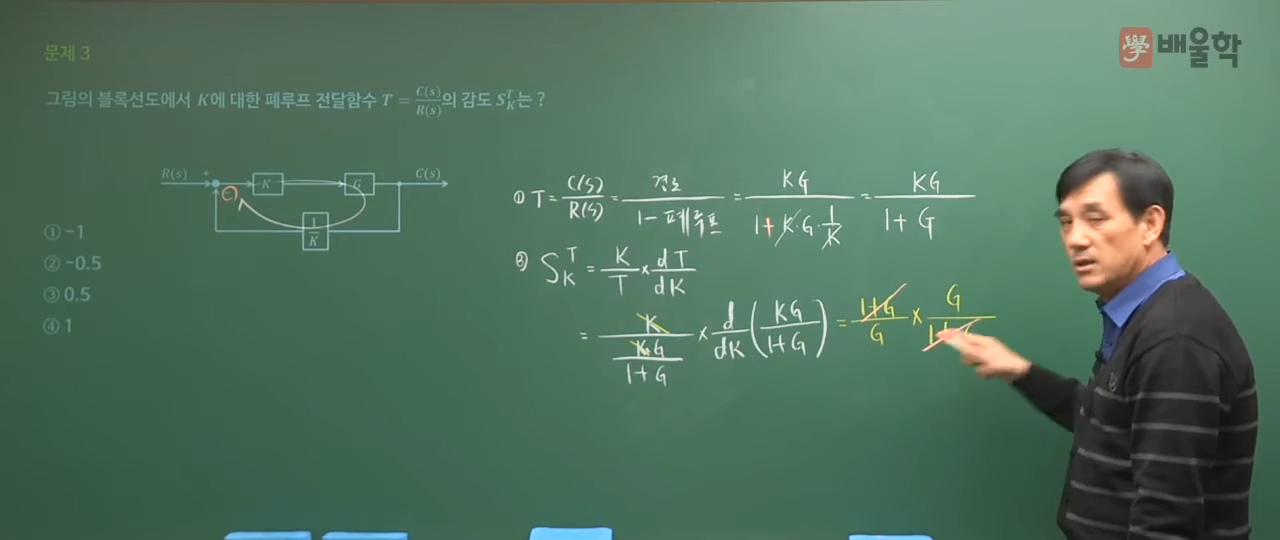 學 배울학
문제 3
그림의 블록선도에서 K에 대한 폐루프 전달함수 T = C(s)/R(s)의 감도 S_K^T는 ?
R(s) + K G C(s)
⊖
1/K
① -1
② -0.5
③ 0.5
④ 1
① T = C(s)/R(s) = 경로/(1 - 폐루프) = KG/(1 + K·G·1/K) = KG/(1 + G)
② S_K^T = K/T × dT/dK
= K/(KG/(1+G)) × d/dK (KG/(1+G)) = (1+G)/G × G/(1+G)